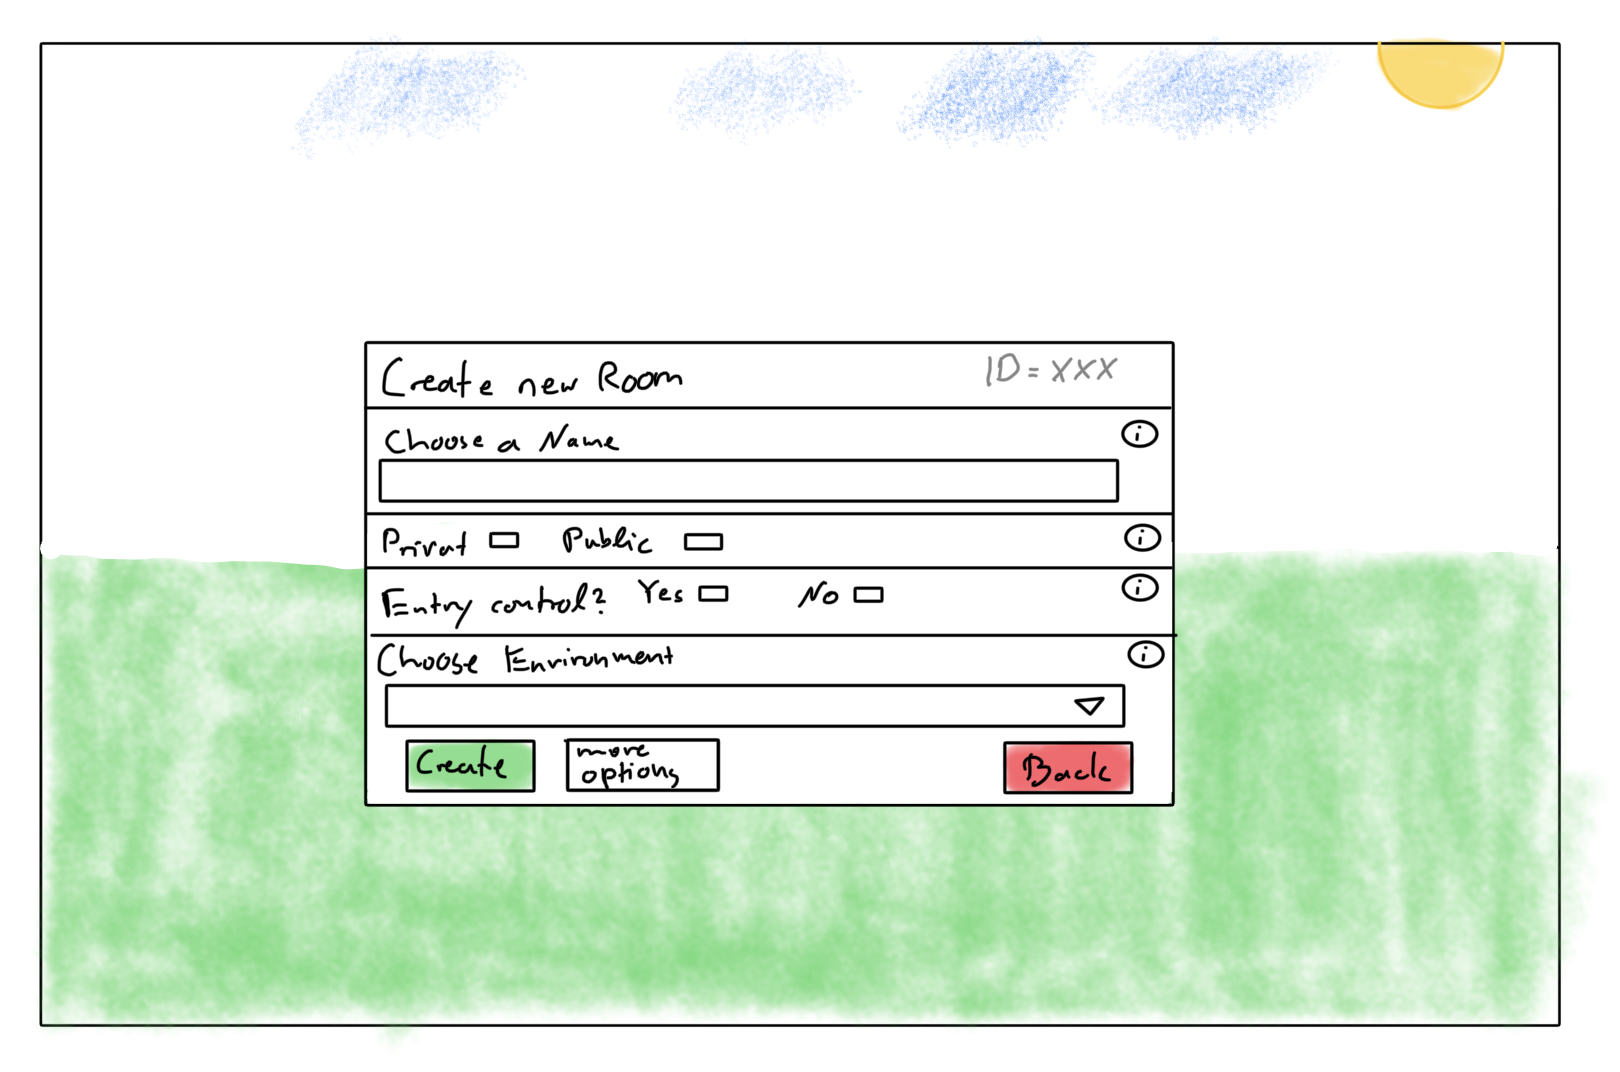 Create new Room ID = XXX
Choose a Name i
Privat Public i
Entry control? Yes No i
Choose Environment i
Create more options Back